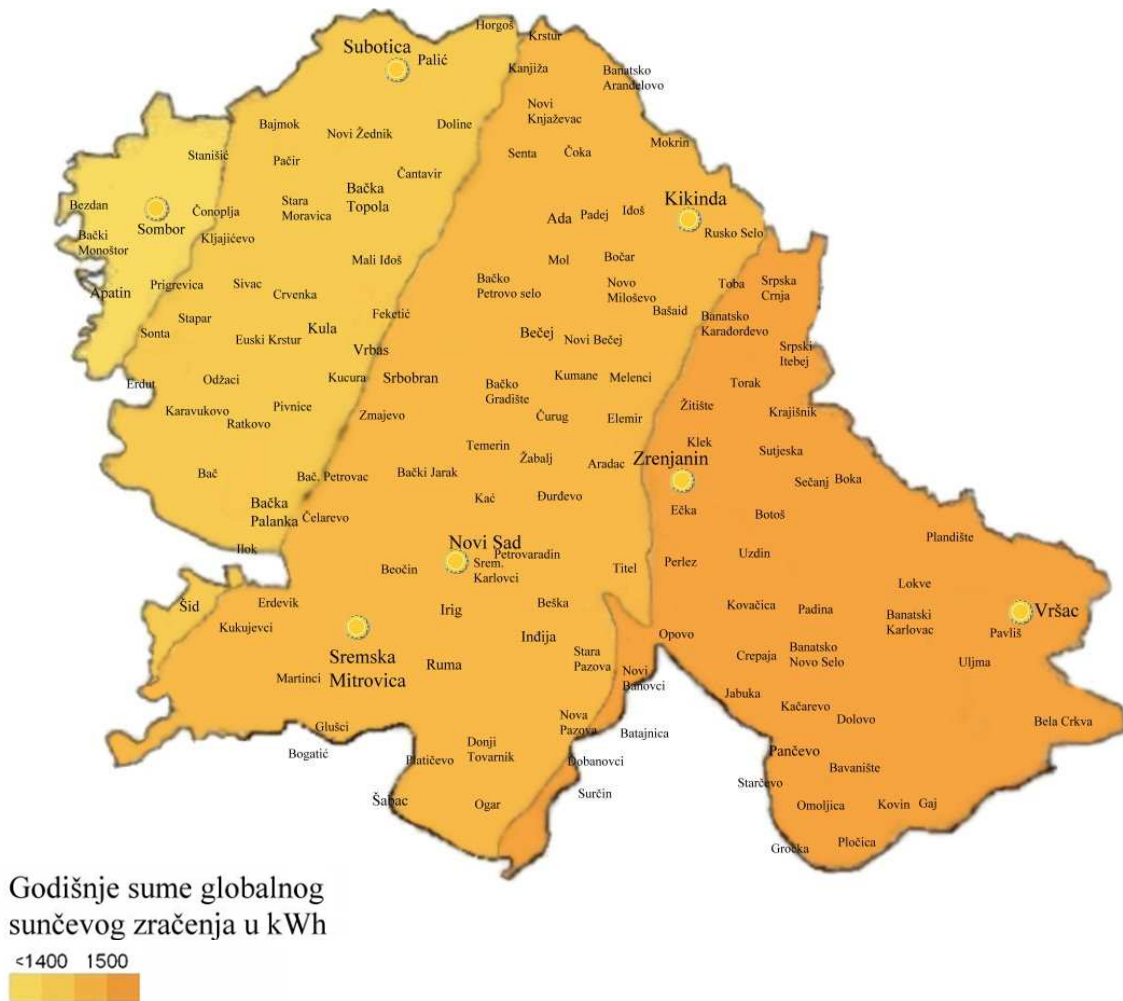 Horgoš
Krstur
Subotica
Palić
Kanjiža
Banatsko
Aranđelovo
Novi
Knjaževac
Bajmok
Novi Žednik
Doline
Mokrin
Stanišić
Pačir
Senta
Čoka
Čantavir
Bačka
Topola
Stara
Moravica
Kikinda
Bezdan
Čonoplja
Ada
Padej
Iđoš
Sombor
Rusko Selo
Bački
Monoštor
Kljajićevo
Mali Iđoš
Mol
Bočar
Bačko
Petrovo selo
Novo
Miloševo
Toba
Srpska
Crnja
Apatin
Prigrevica
Sivac
Crvenka
Bašaid
Banatsko
Karađorđevo
Stapar
Feketić
Sonta
Euski Krstur
Kula
Bečej
Novi Bečej
Vrbas
Srpski
Itebej
Erdut
Odžaci
Kucura
Srbobran
Bačko
Gradište
Kumane
Melenci
Torak
Karavukovo
Pivnice
Ratkovo
Zmajevo
Čurug
Elemir
Žitište
Krajišnik
Temerin
Žabalj
Klek
Sutjeska
Bač
Bač. Petrovac
Bački Jarak
Aradac
Zrenjanin
Sečanj
Boka
Bačka
Palanka
Čelarevo
Kać
Đurđevo
Ečka
Botoš
Ilok
Novi Sad
Petrovaradin
Srem.
Karlovci
Beočin
Titel
Perlez
Uzdin
Plandište
Lokve
Šid
Erdevik
Irig
Beška
Kovačica
Padina
Banatski
Karlovac
Vršac
Kukujevci
Inđija
Opovo
Pavliš
Sremska
Mitrovica
Ruma
Stara
Pazova
Crepaja
Banatsko
Novo Selo
Uljma
Martinci
Novi
Banovci
Jabuka
Kačarevo
Dolovo
Bela Crkva
Glušci
Nova
Pazova
Batajnica
Bogatić
Platičevo
Donji
Tovarnik
Dobanovci
Pančevo
Bavanište
Starčevo
Šabac
Ogar
Surčin
Omoljica
Kovin
Gaj
Grocka
Pločica
Godišnje sume globalnog
sunčevog zračenja u kWh
<1400 1500